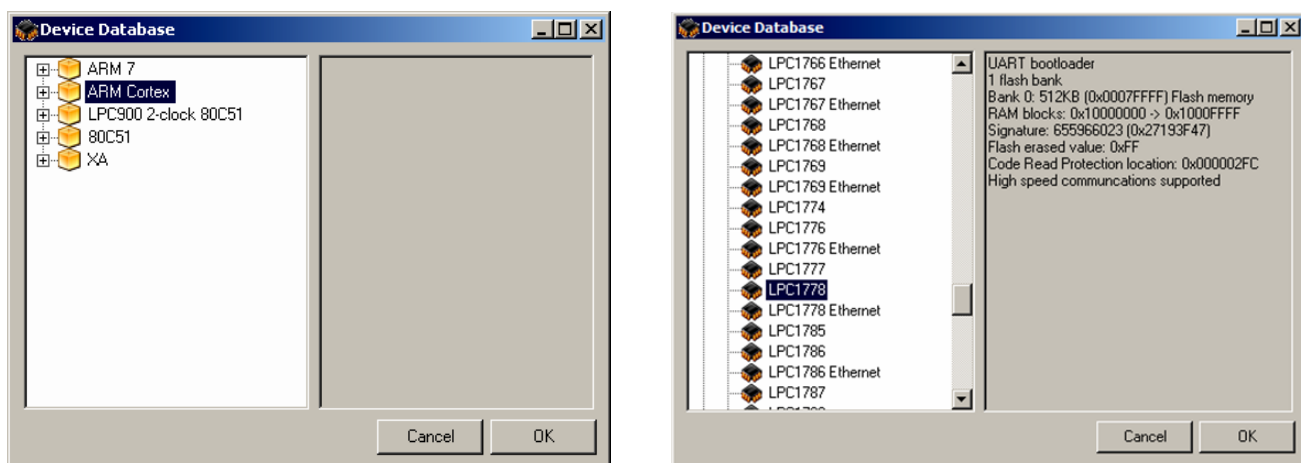 Device Database
ARM 7
ARM Cortex
LPC900 2-clock 80C51
80C51
XA
Cancel
OK
Device Database
LPC1766 Ethernet
LPC1767
LPC1767 Ethernet
LPC1768
LPC1768 Ethernet
LPC1769
LPC1769 Ethernet
LPC1774
LPC1776
LPC1776 Ethernet
LPC1777
LPC1778
LPC1778 Ethernet
LPC1785
LPC1786
LPC1786 Ethernet
LPC1787
UART bootloader
1 flash bank
Bank 0: 512KB (0x0007FFFF) Flash memory
RAM blocks: 0x10000000 -> 0x1000FFFF
Signature: 655966023 (0x27193F47)
Flash erased value: 0xFF
Code Read Protection location: 0x000002FC
High speed communcations supported
Cancel
OK